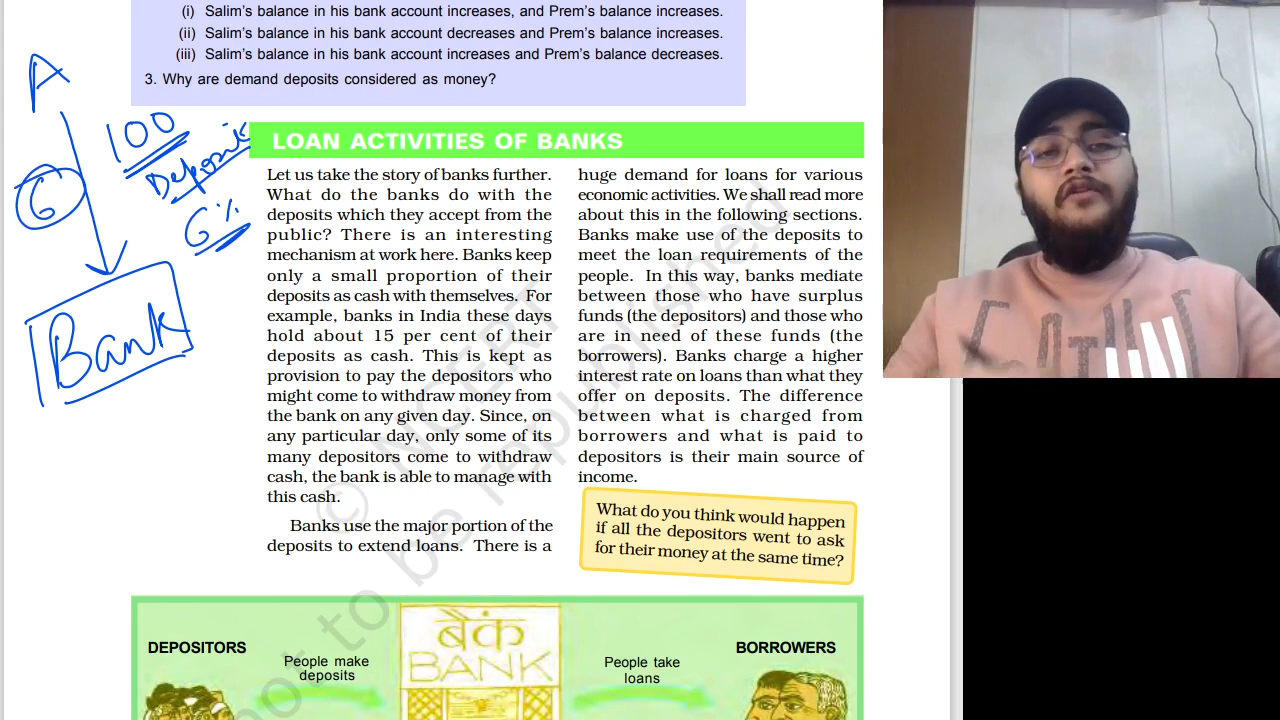 (i) Salim's balance in his bank account increases, and Prem's balance increases.
(ii) Salim's balance in his bank account decreases and Prem's balance increases.
(iii) Salim's balance in his bank account increases and Prem's balance decreases.
3. Why are demand deposits considered as money?
A
100
Deposit
6%
6
Bank
LOAN ACTIVITIES OF BANKS
Let us take the story of banks further.
What do the banks do with the
deposits which they accept from the
public? There is an interesting
mechanism at work here. Banks keep
only a small proportion of their
deposits as cash with themselves. For
example, banks in India these days
hold about 15 per cent of their
deposits as cash. This is kept as
provision to pay the depositors who
might come to withdraw money from
the bank on any given day. Since, on
any particular day, only some of its
many depositors come to withdraw
cash, the bank is able to manage with
this cash.
Banks use the major portion of the
deposits to extend loans. There is a
huge demand for loans for various
economic activities. We shall read more
about this in the following sections.
Banks make use of the deposits to
meet the loan requirements of the
people. In this way, banks mediate
between those who have surplus
funds (the depositors) and those who
are in need of these funds (the
borrowers). Banks charge a higher
interest rate on loans than what they
offer on deposits. The difference
between what is charged from
borrowers and what is paid to
depositors is their main source of
income.
What do you think would happen
if all the depositors went to ask
for their money at the same time?
© NCERT
not to be republished
DEPOSITORS
People make
deposits
बैंक
BANK
People take
loans
BORROWERS